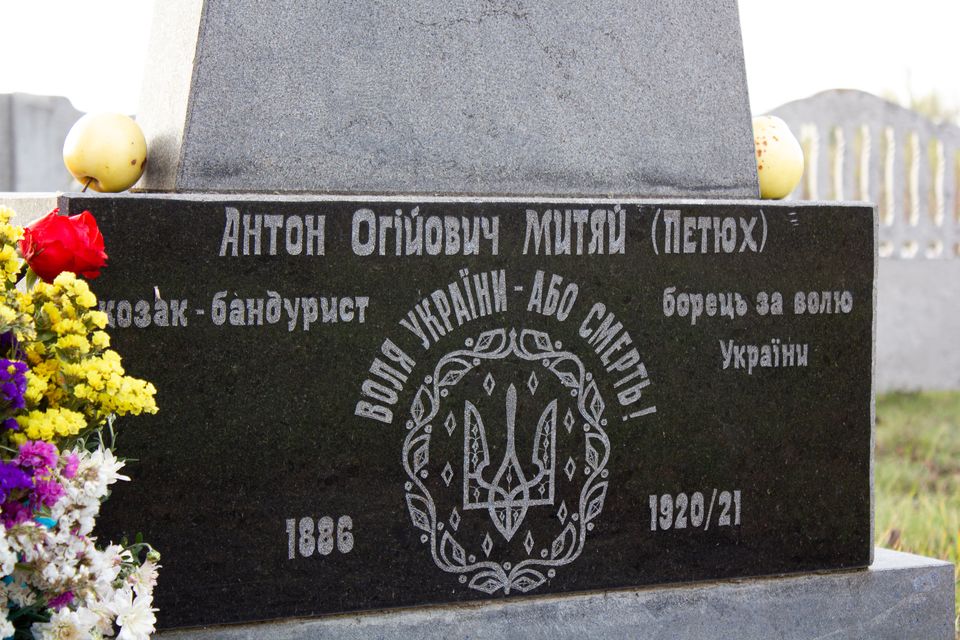 Антон Огійович Митяй (Петюх)
козак - бандурист
Воля України - або смерть!
борець за волю
України
1886
1920/21